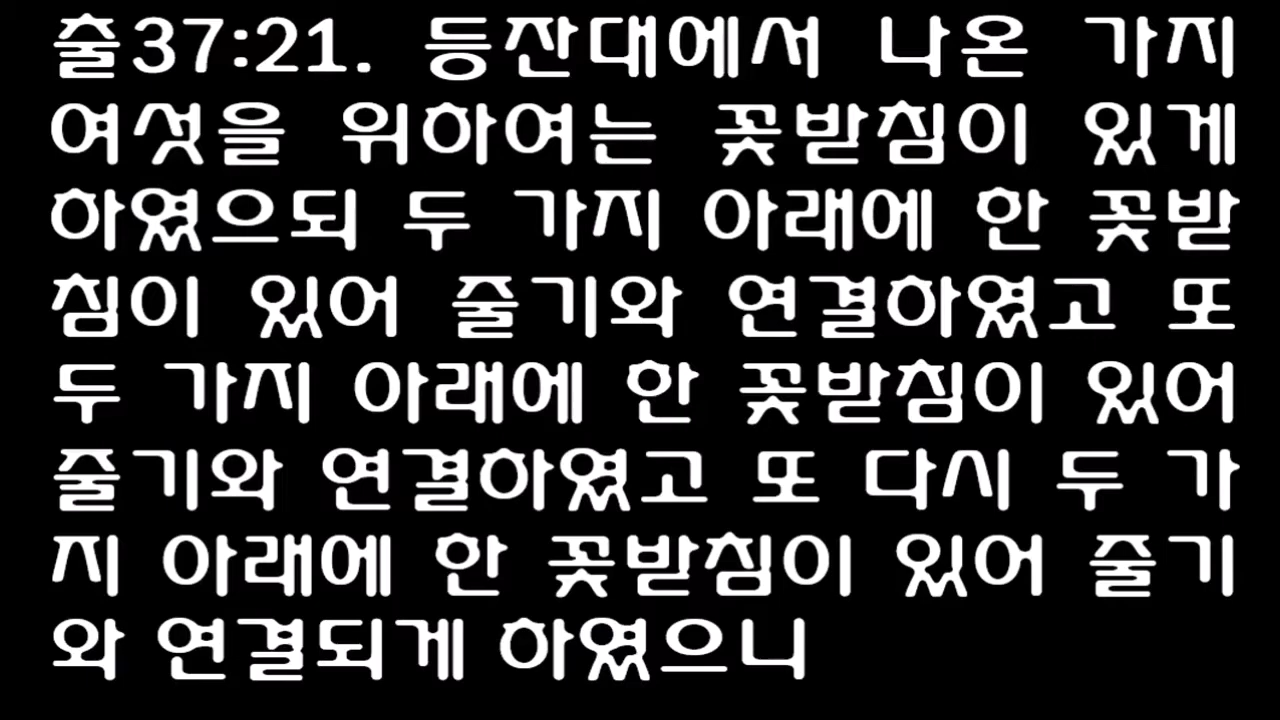 출37:21. 등잔대에서 나온 가지
여섯을 위하여는 꽃받침이 있게
하였으되 두 가지 아래에 한 꽃받
침이 있어 줄기와 연결하였고 또
두 가지 아래에 한 꽃받침이 있어
줄기와 연결하였고 또 다시 두 가
지 아래에 한 꽃받침이 있어 줄기
와 연결되게 하였으니